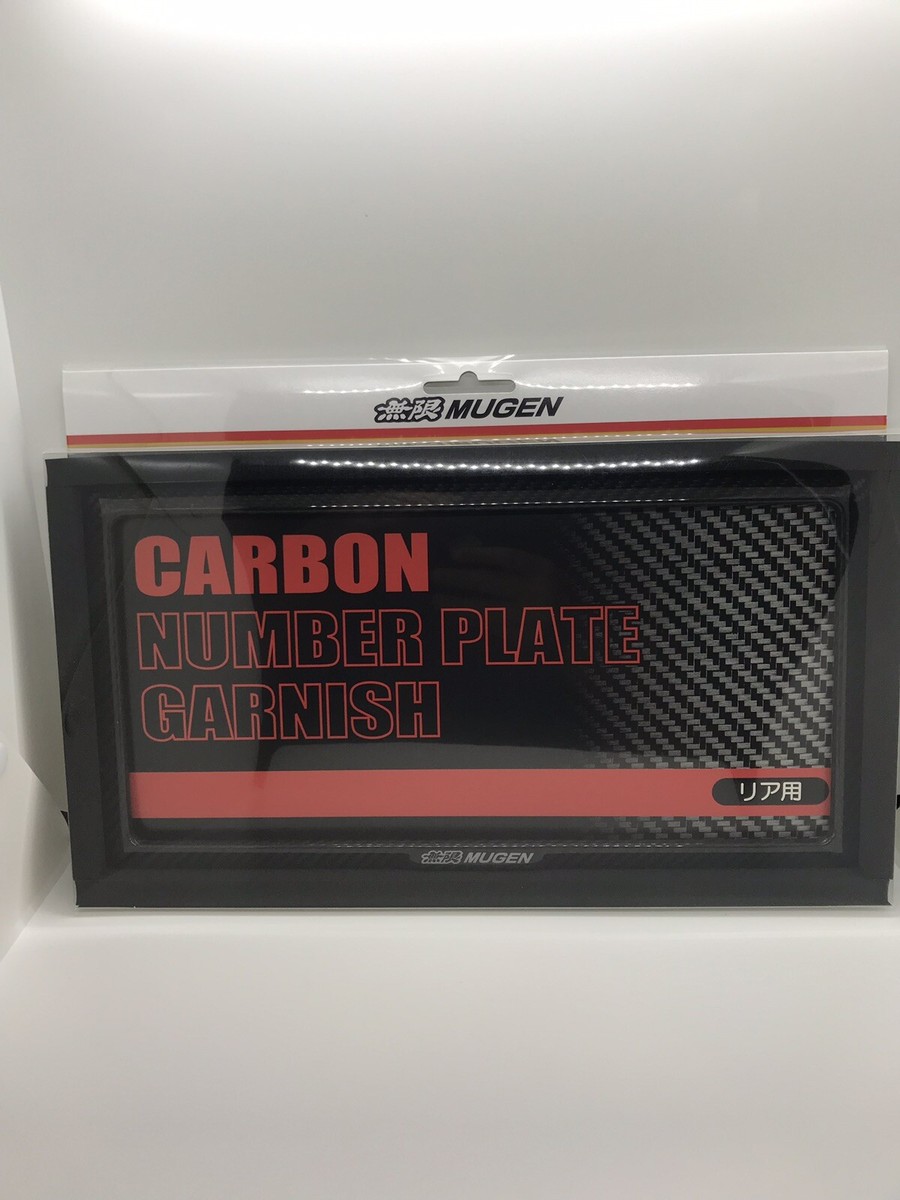 無限 MUGEN
CARBON
NUMBER PLATE
GARNISH
リア用
無限 MUGEN